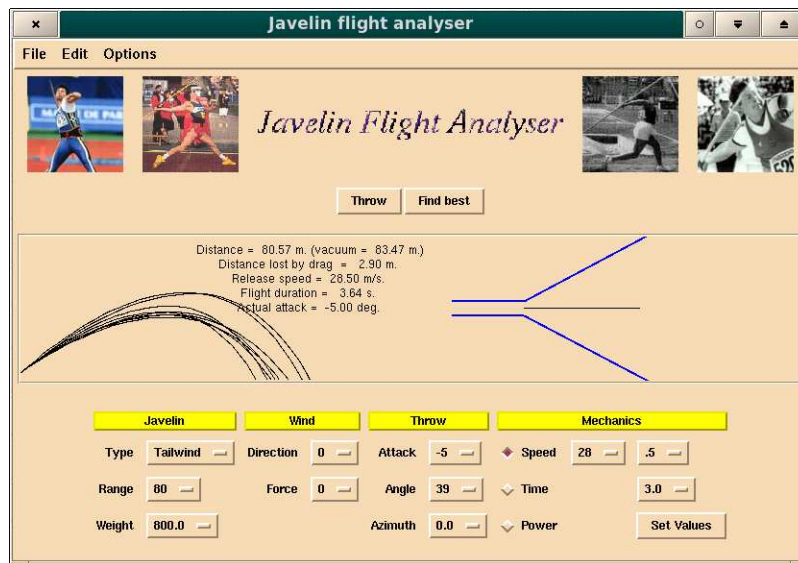 Javelin flight analyser
File Edit Options
Javelin Flight Analyser
Throw Find best
Distance = 80.57 m. (vacuum = 83.47 m.)
Distance lost by drag = 2.90 m.
Release speed = 28.50 m/s.
Flight duration = 3.64 s.
Actual attack = -5.00 deg.
Javelin Wind Throw Mechanics
Type Tailwind Direction 0 Attack -5 Speed 28 .5
Range 80 Force 0 Angle 39 Time 3.0
Weight 800.0 Azimuth 0.0 Power Set Values